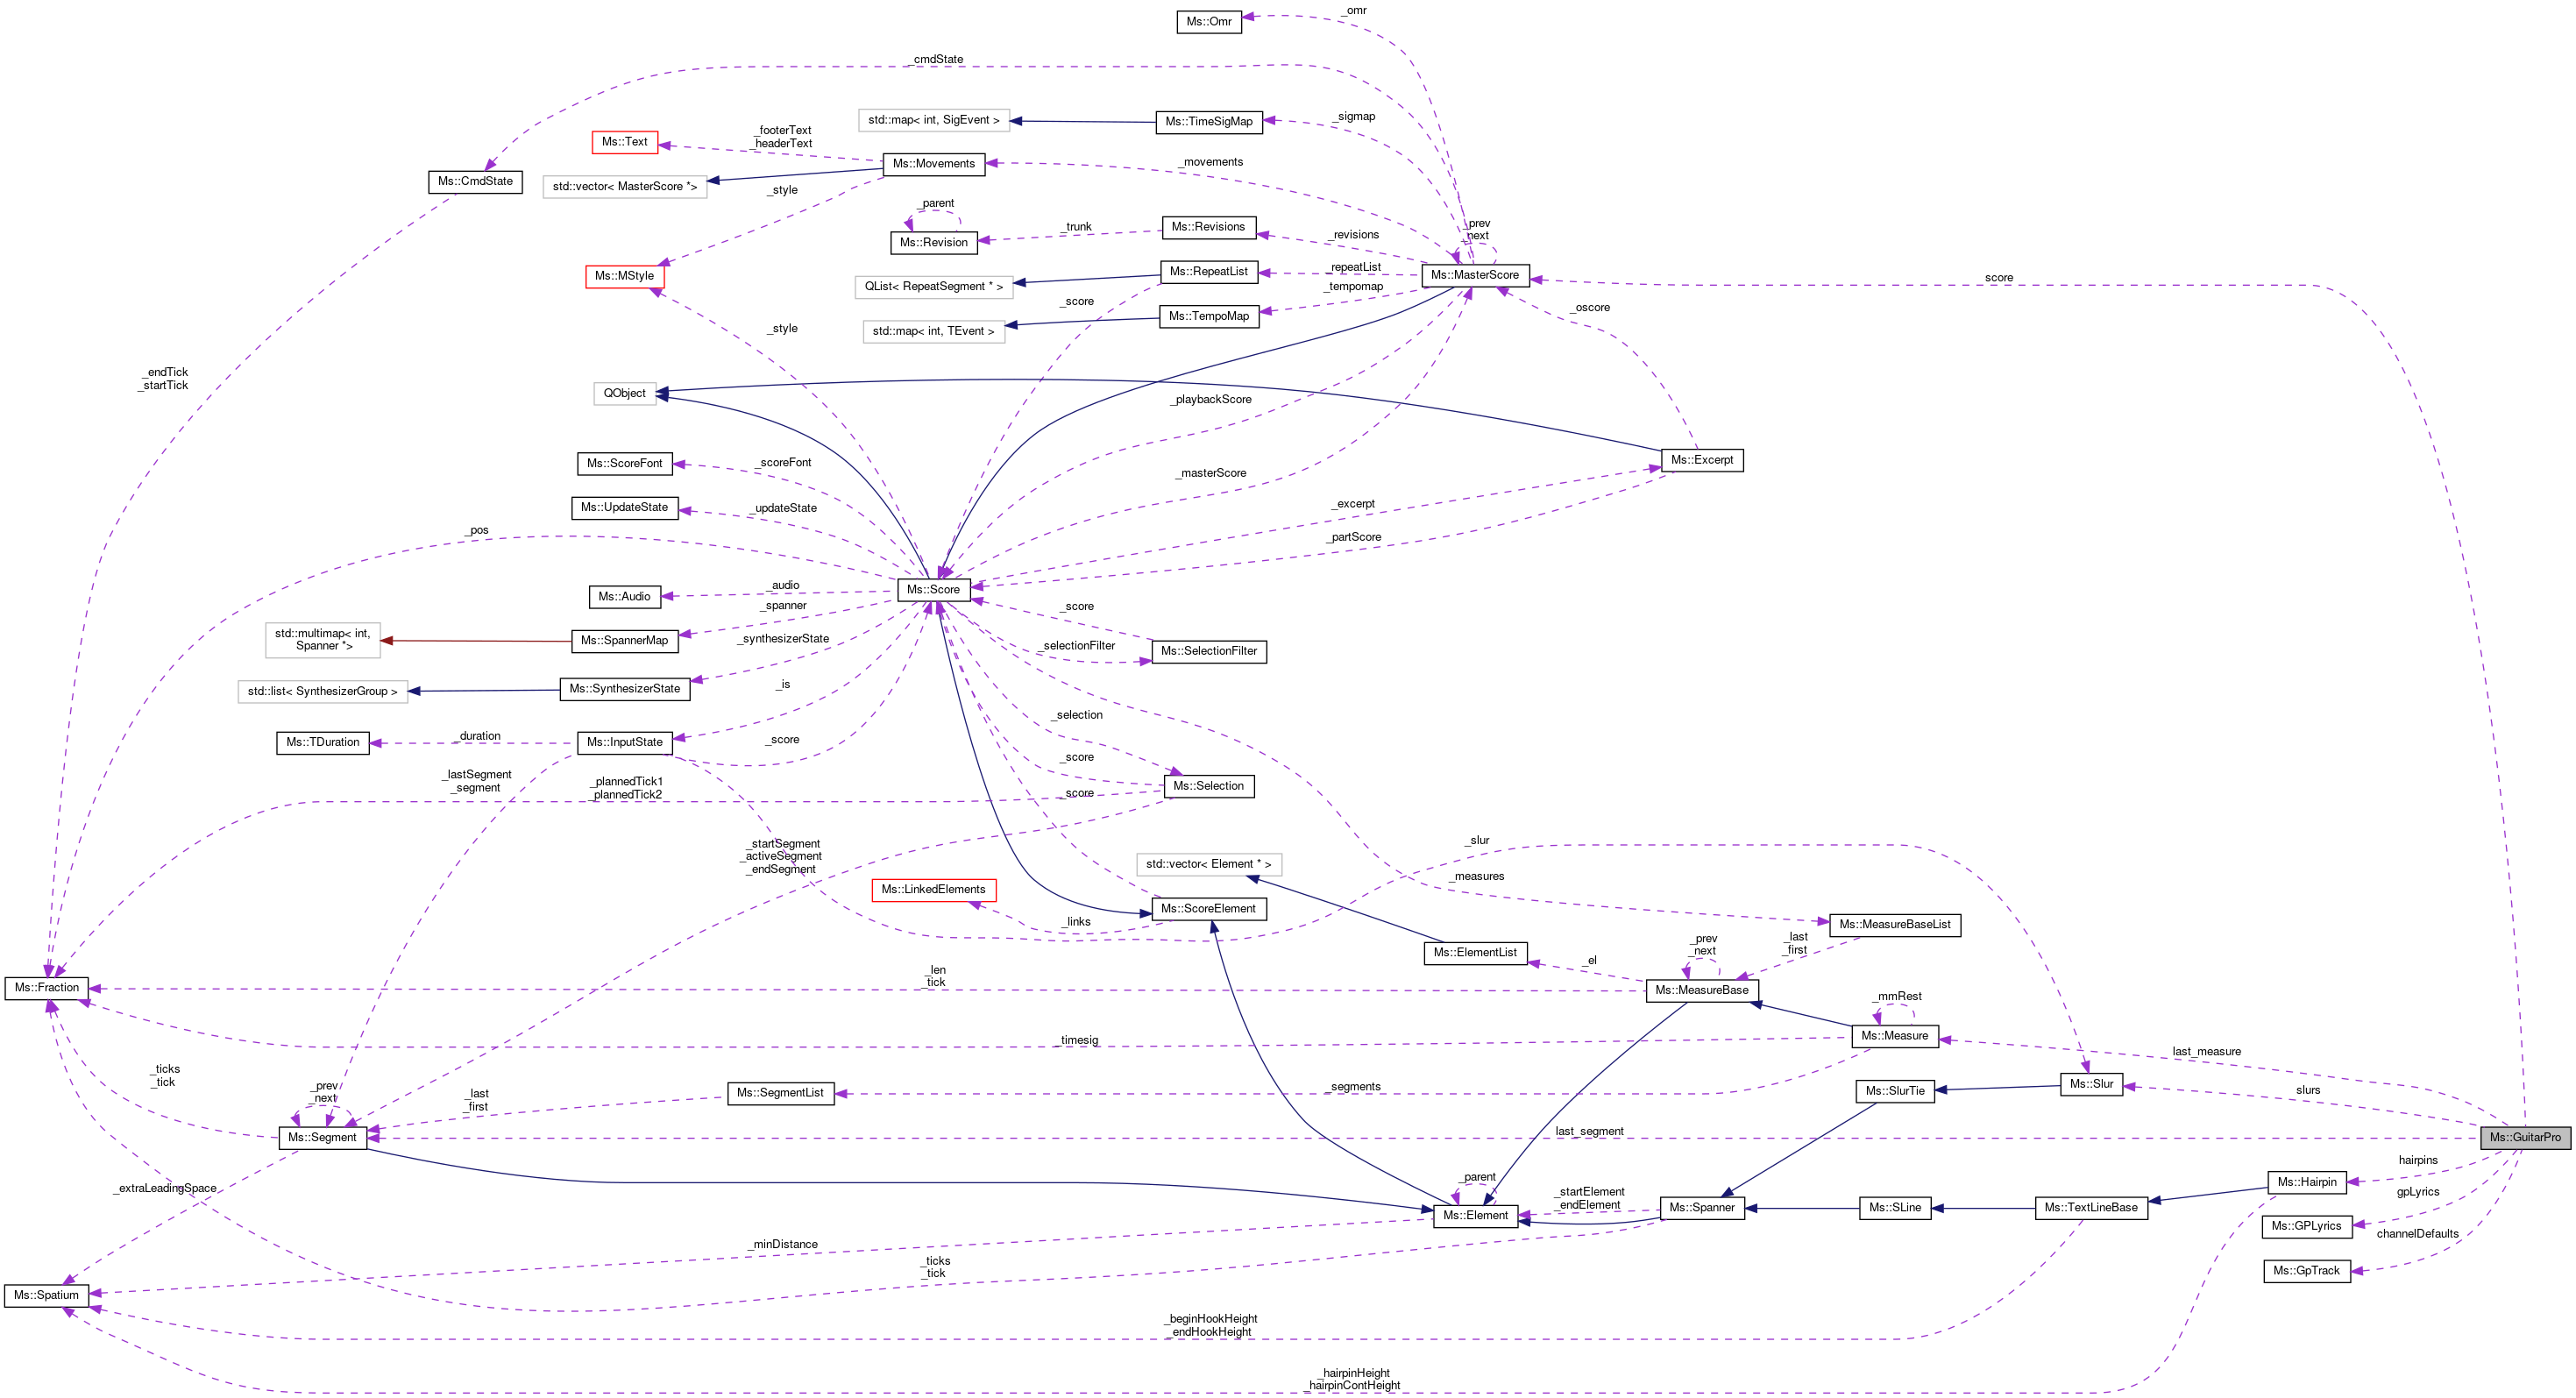 Ms::Omr
_omr
_cmdState
std::map< int, SigEvent >
Ms::TimeSigMap
_sigmap
Ms::Text
_footerText
_headerText
Ms::Movements
_movements
Ms::CmdState
std::vector< MasterScore *>
_style
_parent
Ms::Revision
_trunk
Ms::Revisions
_revisions
_prev
_next
Ms::MStyle
QList< RepeatSegment * >
Ms::RepeatList
_repeatList
Ms::MasterScore
score
_tempomap
_score
std::map< int, TEvent >
Ms::TempoMap
_oscore
_style
_endTick
_startTick
QObject
_playbackScore
Ms::ScoreFont
_scoreFont
_masterScore
Ms::Excerpt
Ms::UpdateState
_updateState
_excerpt
_pos
_partScore
Ms::Audio
_audio
Ms::Score
_spanner
_score
std::multimap< int,
Spanner *>
Ms::SpannerMap
_synthesizerState
_selectionFilter
Ms::SelectionFilter
std::list< SynthesizerGroup >
Ms::SynthesizerState
_is
_selection
Ms::TDuration
_duration
Ms::InputState
_score
_score
_lastSegment
_segment
_plannedTick1
_plannedTick2
_score
Ms::Selection
_startSegment
_activeSegment
_endSegment
_slur
std::vector< Element * >
_measures
Ms::LinkedElements
_links
Ms::ScoreElement
Ms::MeasureBaseList
_last
_first
_prev
_next
Ms::ElementList
_el
Ms::Fraction
_len
_tick
Ms::MeasureBase
_mmRest
Ms::Measure
_timesig
last_measure
_ticks
_tick
_prev
_next
_last
_first
Ms::SegmentList
_segments
Ms::SlurTie
Ms::Slur
slurs
Ms::Segment
last_segment
Ms::GuitarPro
_extraLeadingSpace
_parent
_startElement
_endElement
Ms::Element
Ms::Spanner
Ms::SLine
Ms::TextLineBase
Ms::Hairpin
hairpins
gpLyrics
Ms::GPLyrics
channelDefaults
Ms::GpTrack
_minDistance
_ticks
_tick
Ms::Spatium
_beginHookHeight
_endHookHeight
_hairpinHeight
_hairpinContHeight